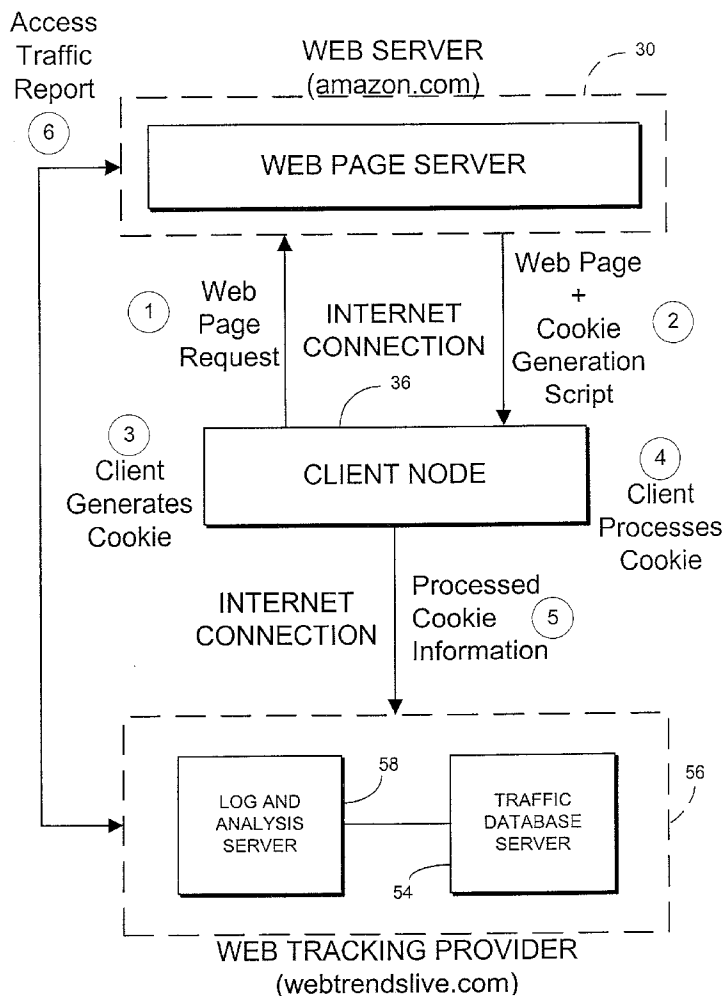 Access
Traffic
Report
6
WEB SERVER
(amazon.com)
30
WEB PAGE SERVER
1
Web
Page
Request
INTERNET
CONNECTION
Web Page
+
Cookie
Generation
Script
2
36
3
Client
Generates
Cookie
CLIENT NODE
4
Client
Processes
Cookie
INTERNET
CONNECTION
Processed
Cookie
Information
5
58
LOG AND
ANALYSIS
SERVER
TRAFFIC
DATABASE
SERVER
54
56
WEB TRACKING PROVIDER
(webtrendslive.com)